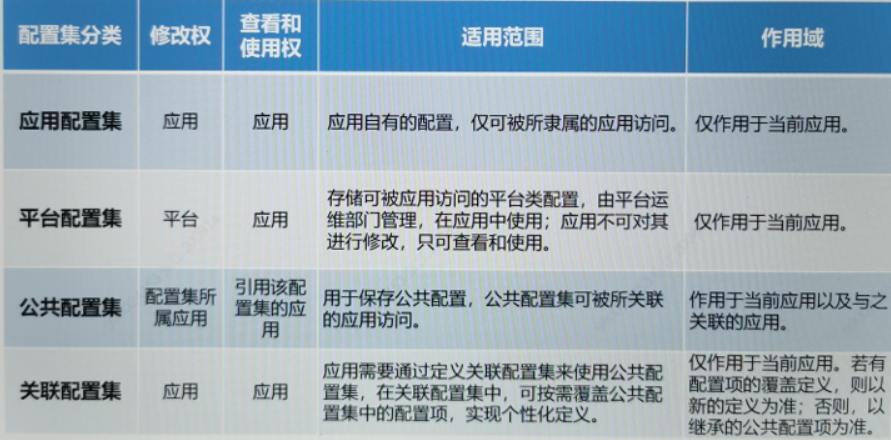 配置集分类
修改权
查看和
使用权
适用范围
作用域
应用配置集
应用
应用
应用自有的配置，仅可被所隶属的应用访问。
仅作用于当前应用。
平台配置集
平台
应用
存储可被应用访问的平台类配置，由平台运
维部门管理，在应用中使用；应用不可对其
进行修改，只可查看和使用。
仅作用于当前应用。
公共配置集
配置集所
属应用
引用该配
置集的应
用
用于保存公共配置，公共配置集可被所关联
的应用访问。
作用于当前应用以及与之
关联的应用。
关联配置集
应用
应用
应用需要通过定义关联配置集来使用公共配
置集，在关联配置集中，可按需覆盖公共配
置集中的配置项，实现个性化定义。
仅作用于当前应用。若有
配置项的覆盖定义，则以
新的定义为准；否则，以
继承的公共配置项为准。